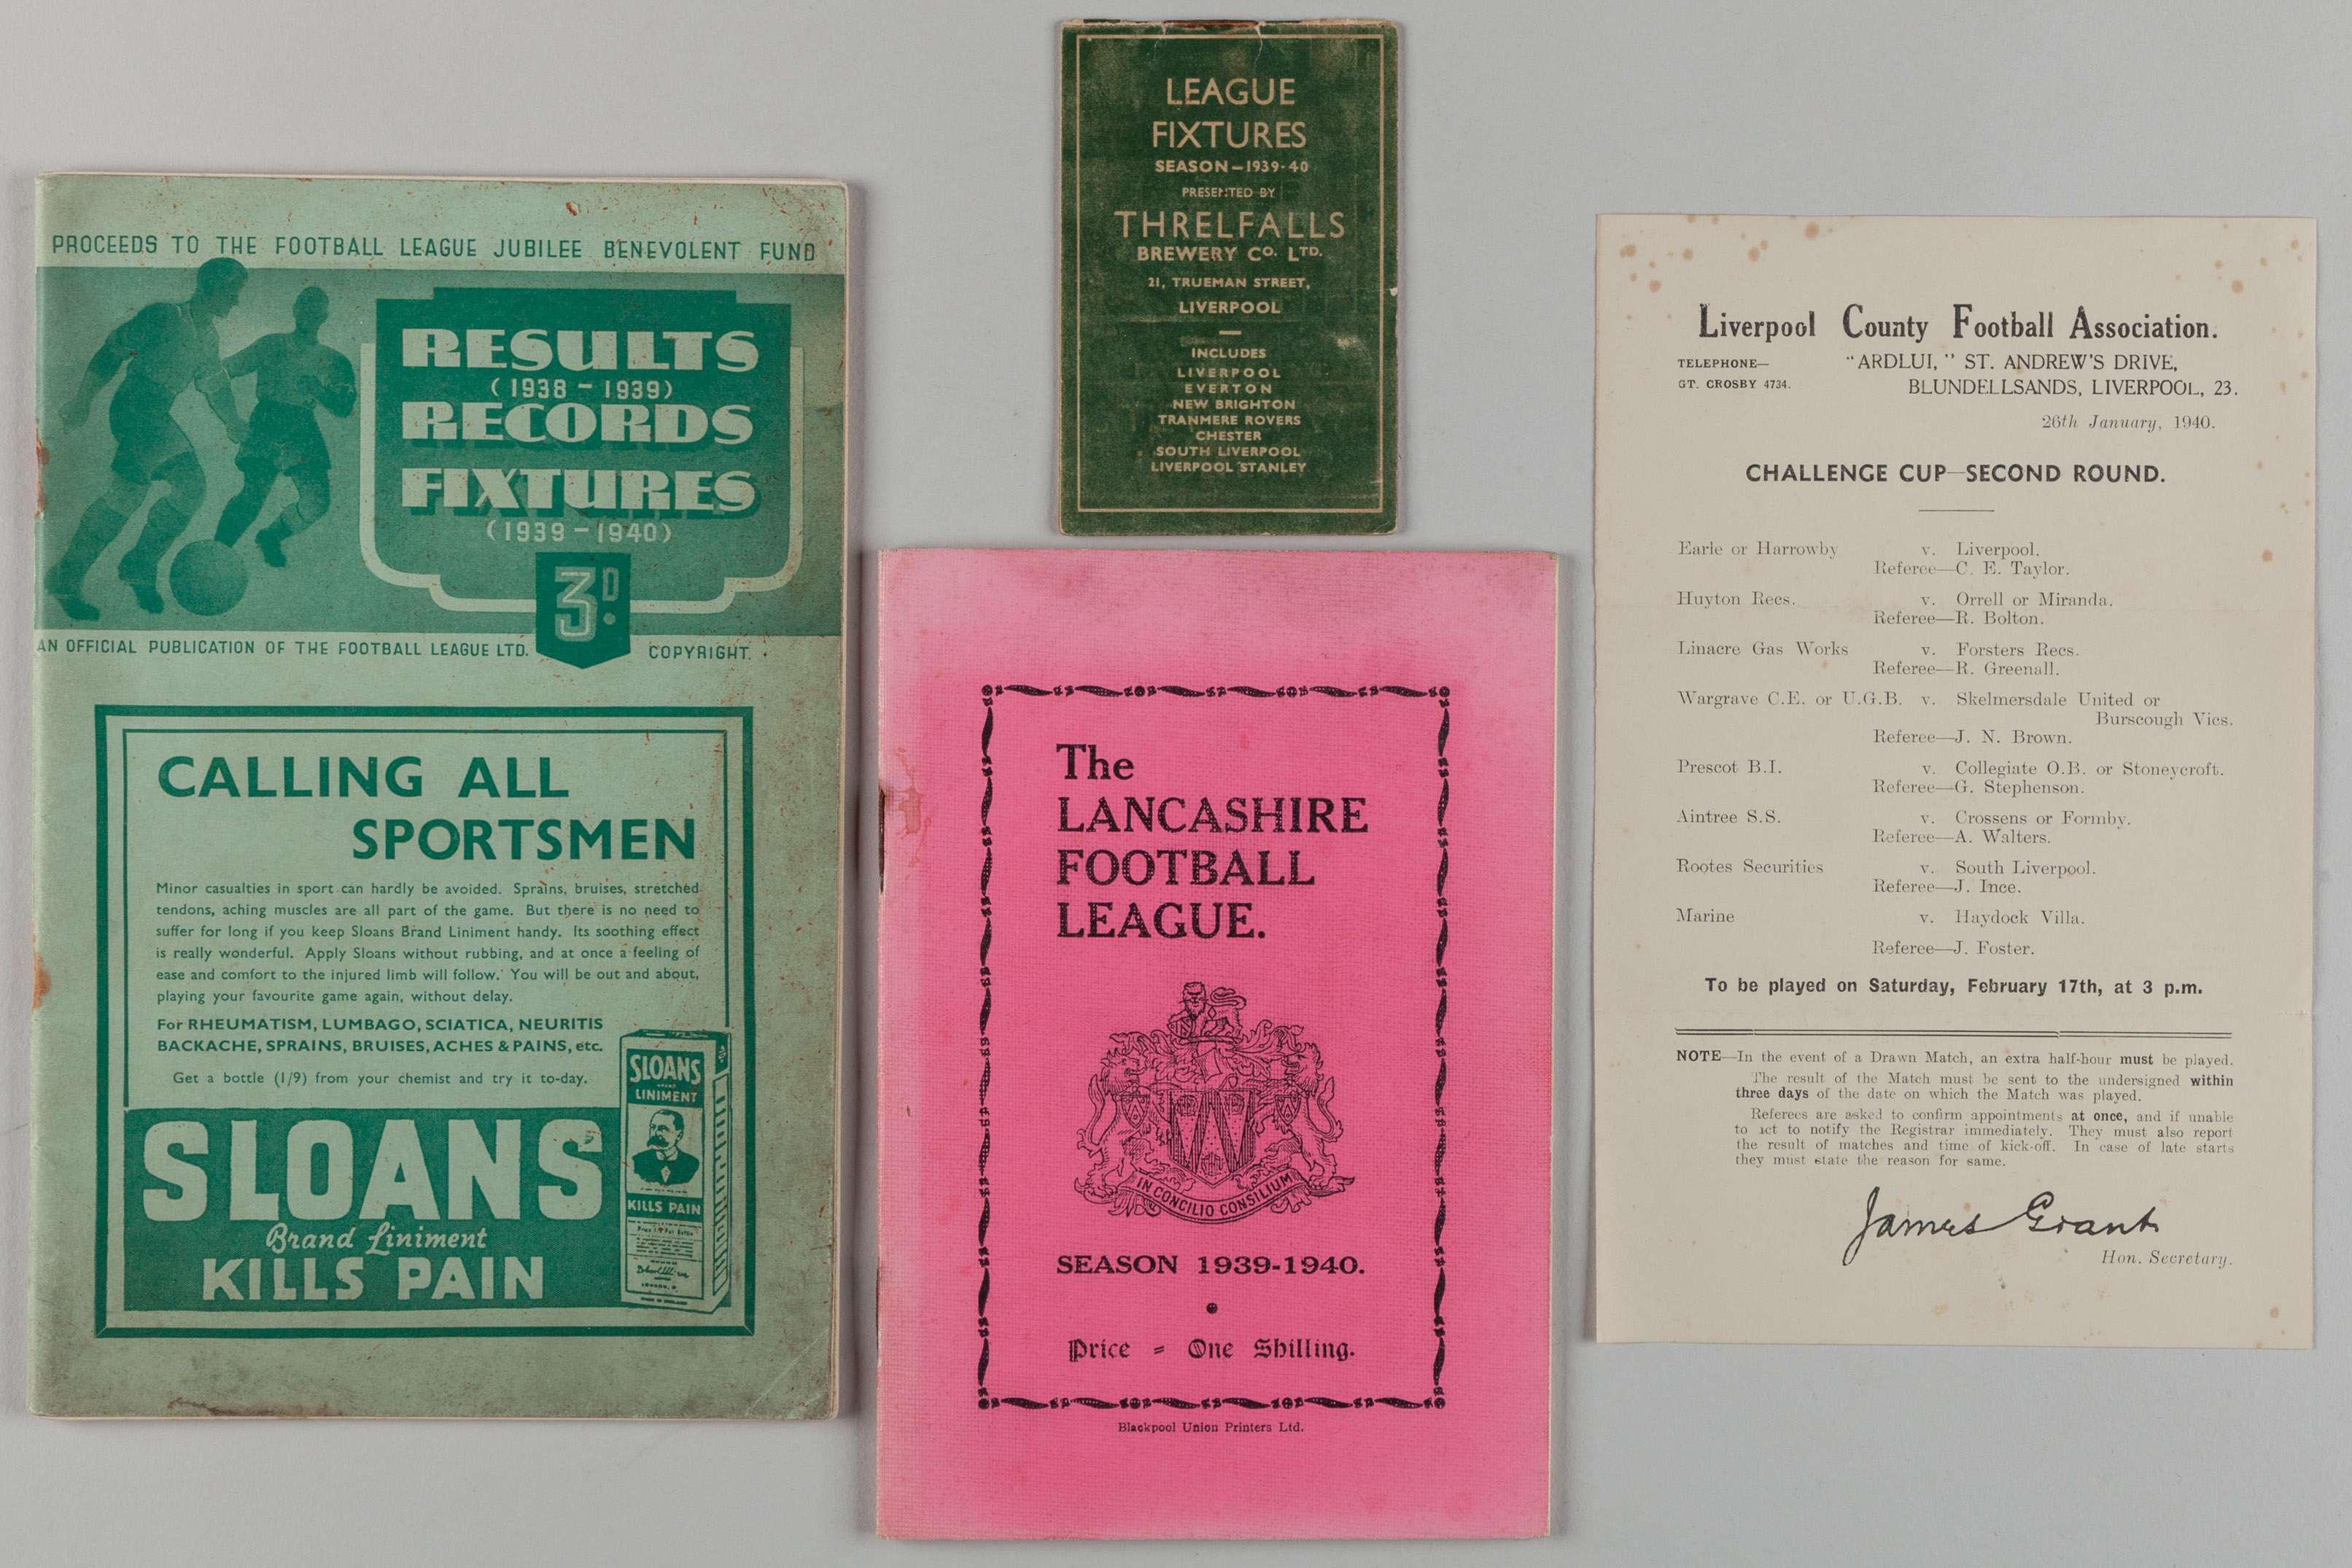 PROCEEDS TO THE FOOTBALL LEAGUE JUBILEE BENEVOLENT FUND
RESULTS
(1938-1939)
RECORDS
FIXTURES
(1939-1940)
3D.
AN OFFICIAL PUBLICATION OF THE FOOTBALL LEAGUE LTD.
COPYRIGHT.
CALLING ALL
SPORTSMEN
Minor casualties in sport can hardly be avoided. Sprains, bruises, stretched
tendons, aching muscles are all part of the game. But there is no need to
suffer for long if you keep Sloans Brand Liniment handy. Its soothing effect
is really wonderful. Apply Sloans without rubbing, and at once a feeling of
ease and comfort to the injured limb will follow. You will be out and about,
playing your favourite game again, without delay.
For RHEUMATISM, LUMBAGO, SCIATICA, NEURITIS
BACKACHE, SPRAINS, BRUISES, ACHES & PAINS, etc.
Get a bottle (1/9) from your chemist and try it to-day.
SLOANS
Brand Liniment
KILLS PAIN
SLOANS
LINIMENT
KILLS PAIN
LEAGUE
FIXTURES
SEASON—1939-40
PRESENTED BY
THRELFALLS
BREWERY CO. LTD.
21, TRUEMAN STREET,
LIVERPOOL
INCLUDES
LIVERPOOL
EVERTON
NEW BRIGHTON
TRANMERE ROVERS
CHESTER
SOUTH LIVERPOOL
LIVERPOOL STANLEY
The
LANCASHIRE
FOOTBALL
LEAGUE.
IN CONCILIO CONSILIUM
SEASON 1939-1940.
Price = One Shilling.
Blackpool Union Printers Ltd.
Liverpool County Football Association.
TELEPHONE— "ARDLUI," ST. ANDREW'S DRIVE,
GT. CROSBY 4734. BLUNDELLSANDS, LIVERPOOL, 23.
26th January, 1940.
CHALLENGE CUP—SECOND ROUND.
Earle or Harrowby v. Liverpool.
Referee—C. E. Taylor.
Huyton Recs. v. Orrell or Miranda.
Referee—R. Bolton.
Linacre Gas Works v. Forsters Recs.
Referee—R. Greenall.
Wargrave C.E. or U.G.B. v. Skelmersdale United or
Burscough Vics.
Referee—J. N. Brown.
Prescot B.I. v. Collegiate O.B. or Stoneycroft.
Referee—G. Stephenson.
Aintree S.S. v. Crossens or Formby.
Referee—A. Walters.
Rootes Securities v. South Liverpool.
Referee—J. Ince.
Marine v. Haydock Villa.
Referee—J. Foster.
To be played on Saturday, February 17th, at 3 p.m.
NOTE—In the event of a Drawn Match, an extra half-hour must be played.
The result of the Match must be sent to the undersigned within
three days of the date on which the Match was played.
Referees are asked to confirm appointments at once, and if unable
to act to notify the Registrar immediately. They must also report
the result of matches and time of kick-off. In case of late starts
they must state the reason for same.
James Grant
Hon. Secretary.